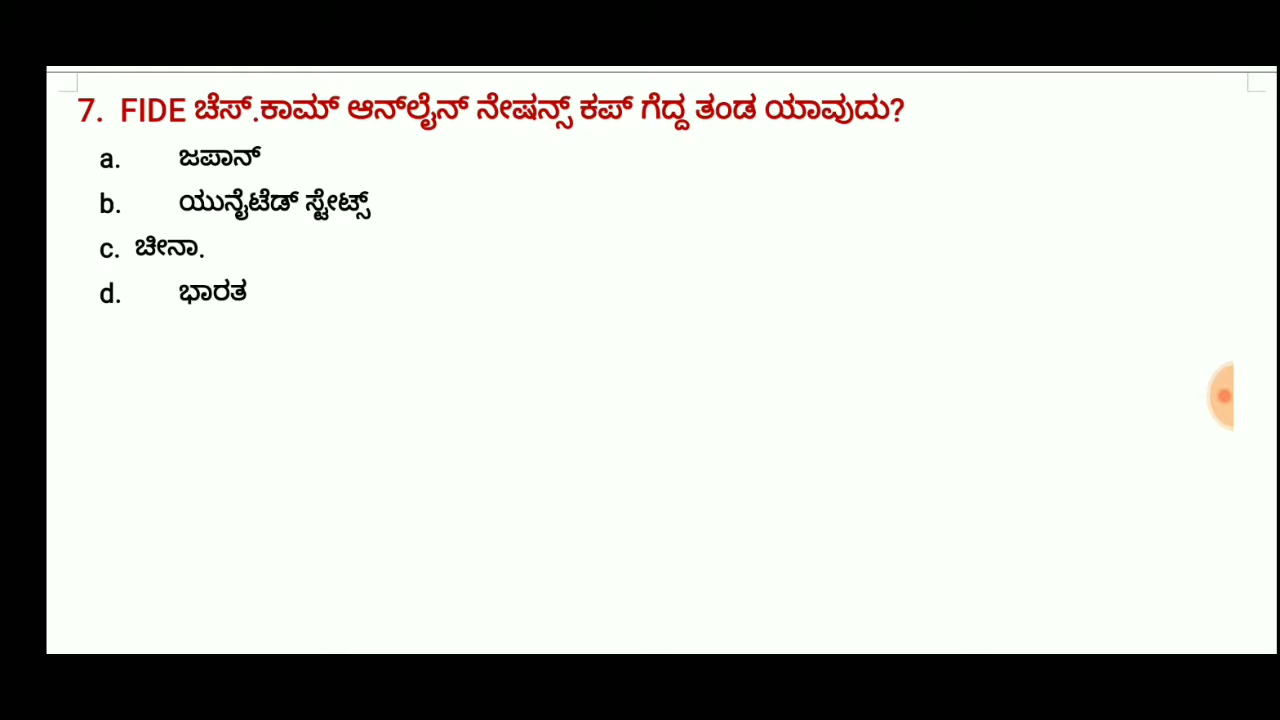 7. FIDE ಚೆಸ್.ಕಾಮ್ ಆನ್‌ಲೈನ್ ನೇಷನ್ಸ್ ಕಪ್ ಗೆದ್ದ ತಂಡ ಯಾವುದು?
a. ಜಪಾನ್
b. ಯುನೈಟೆಡ್ ಸ್ಟೇಟ್ಸ್
c. ಚೀನಾ.
d. ಭಾರತ